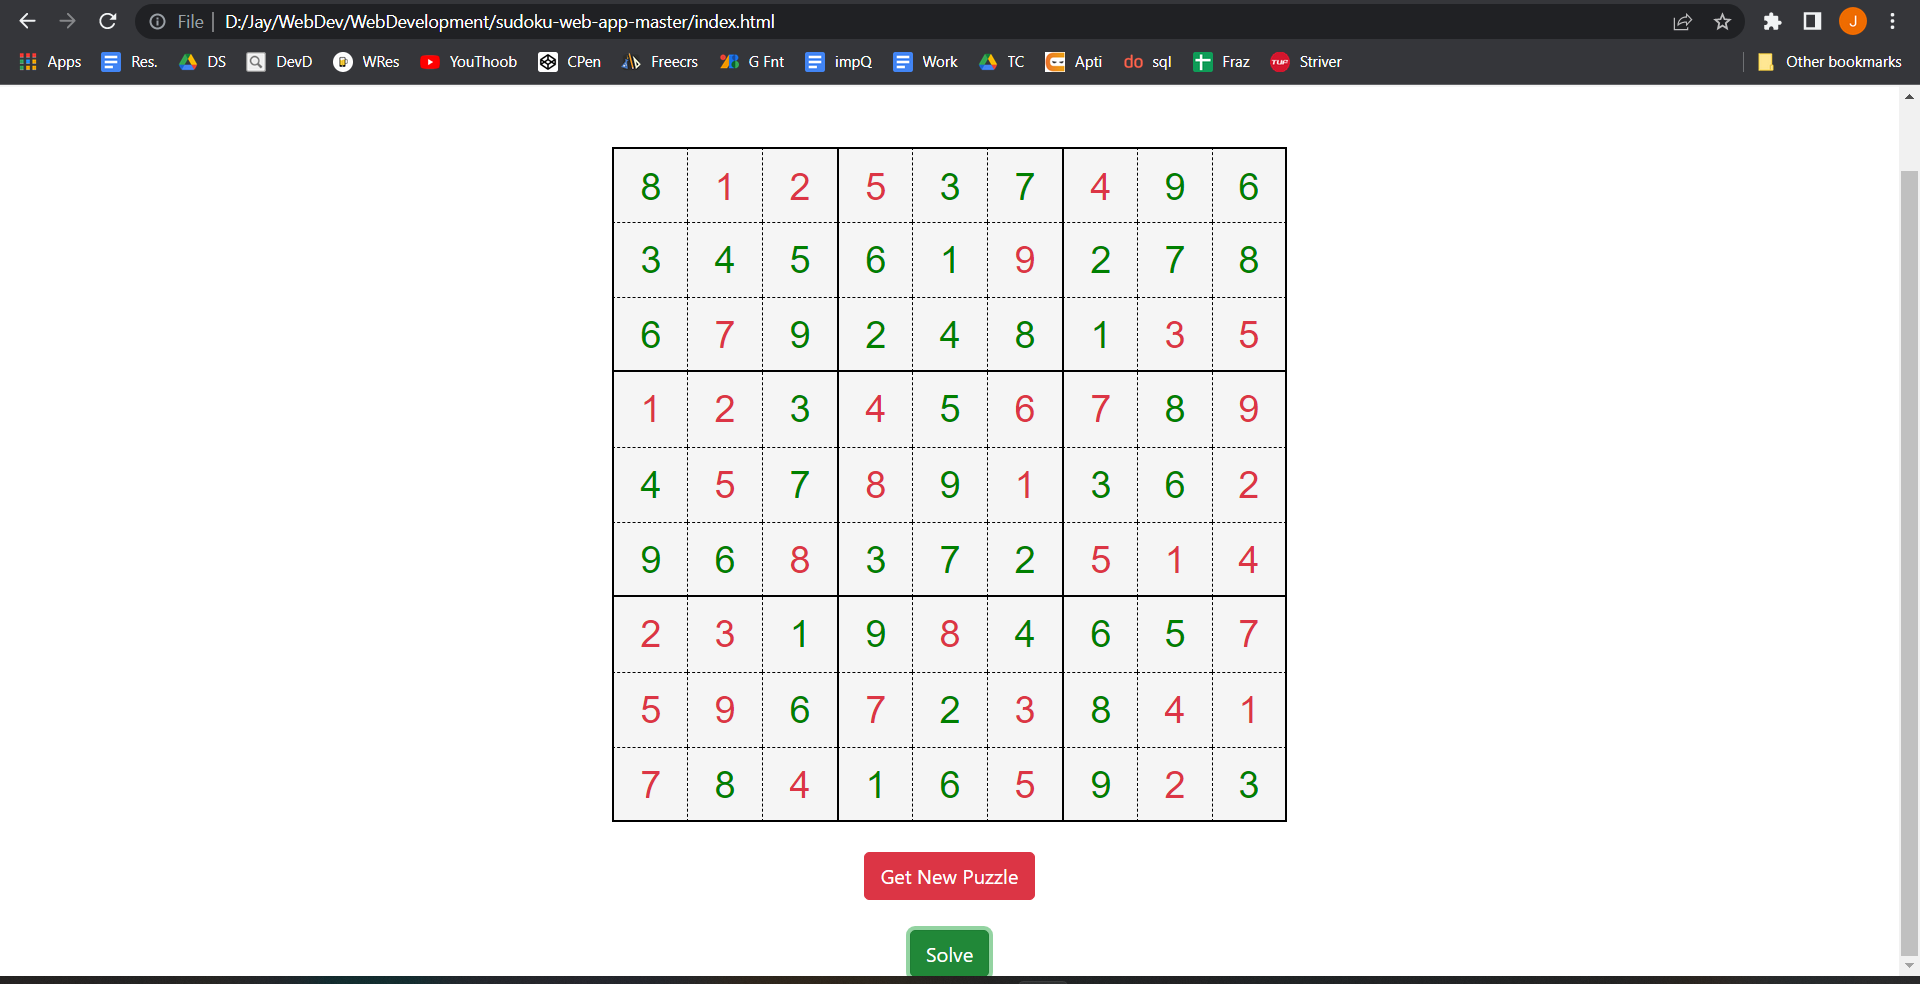 File | D:/Jay/WebDev/WebDevelopment/sudoku-web-app-master/index.html J
Apps Res. DS DevD WRes YouThoob CPen Freecrs G Fnt impQ Work TC Apti do sql Fraz TUF Striver Other bookmarks
8 1 2 5 3 7 4 9 6
3 4 5 6 1 9 2 7 8
6 7 9 2 4 8 1 3 5
1 2 3 4 5 6 7 8 9
4 5 7 8 9 1 3 6 2
9 6 8 3 7 2 5 1 4
2 3 1 9 8 4 6 5 7
5 9 6 7 2 3 8 4 1
7 8 4 1 6 5 9 2 3
Get New Puzzle
Solve